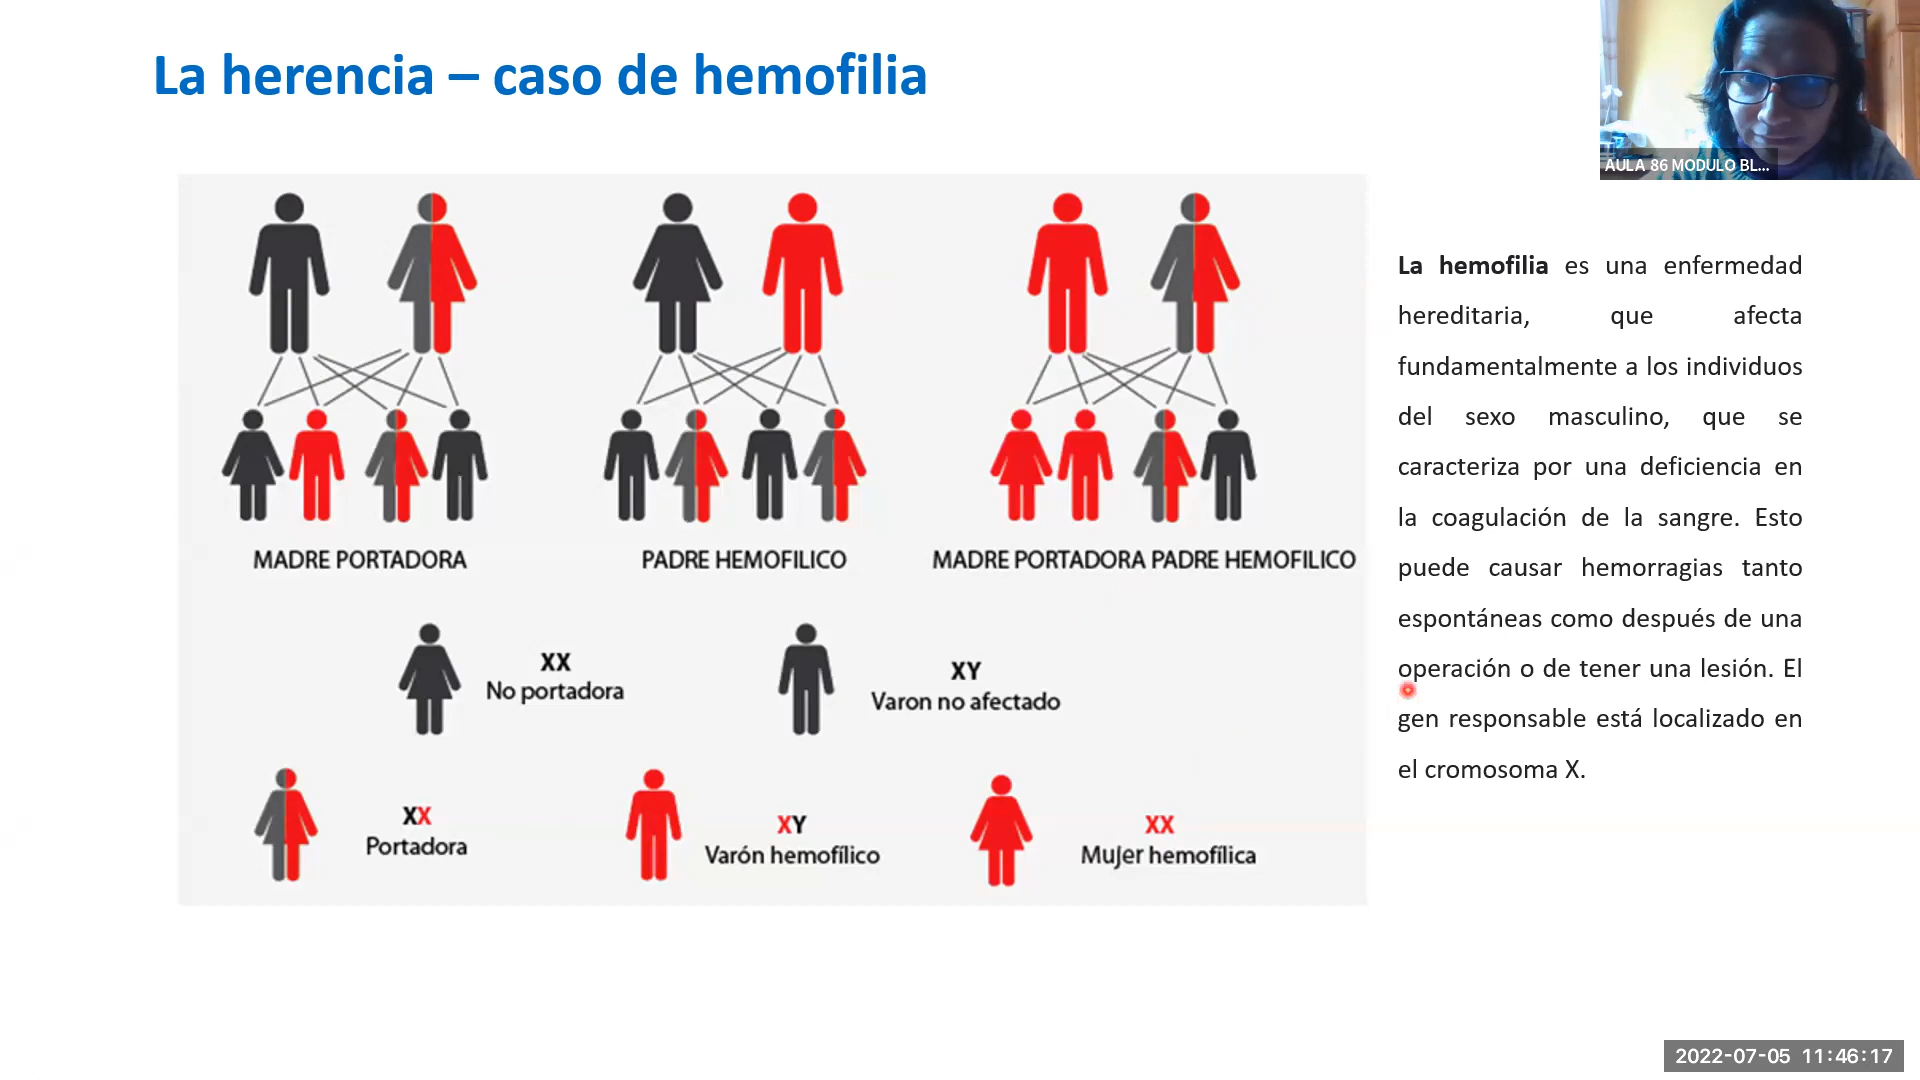 La herencia – caso de hemofilia
AULA 86 MODULO BL...
MADRE PORTADORA
PADRE HEMOFILICO
MADRE PORTADORA PADRE HEMOFILICO
XX
No portadora
XY
Varon no afectado
XX
Portadora
XY
Varón hemofílico
XX
Mujer hemofílica
La hemofilia es una enfermedad
hereditaria, que afecta
fundamentalmente a los individuos
del sexo masculino, que se
caracteriza por una deficiencia en
la coagulación de la sangre. Esto
puede causar hemorragias tanto
espontáneas como después de una
operación o de tener una lesión. El
gen responsable está localizado en
el cromosoma X.
2022-07-05 11:46:17